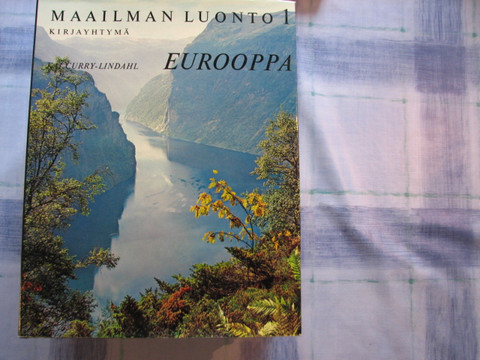 MAAILMAN LUONTO 1
KIRJAYHTYMÄ
CURRY-LINDAHL
EUROOPPA